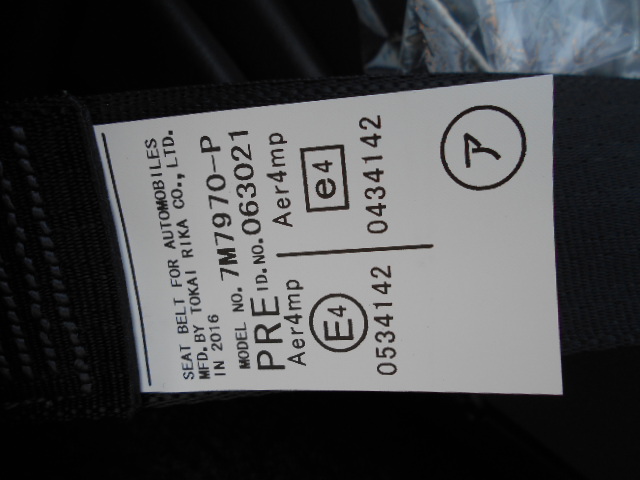 SEAT BELT FOR AUTOMOBILES
MFD. BY TOKAI RIKA CO., LTD.
IN 2016
MODEL NO. 7M7970-P
PRE ID. NO. 063021
Aer4mp Aer4mp
E4 e4
0534142 0434142
ア